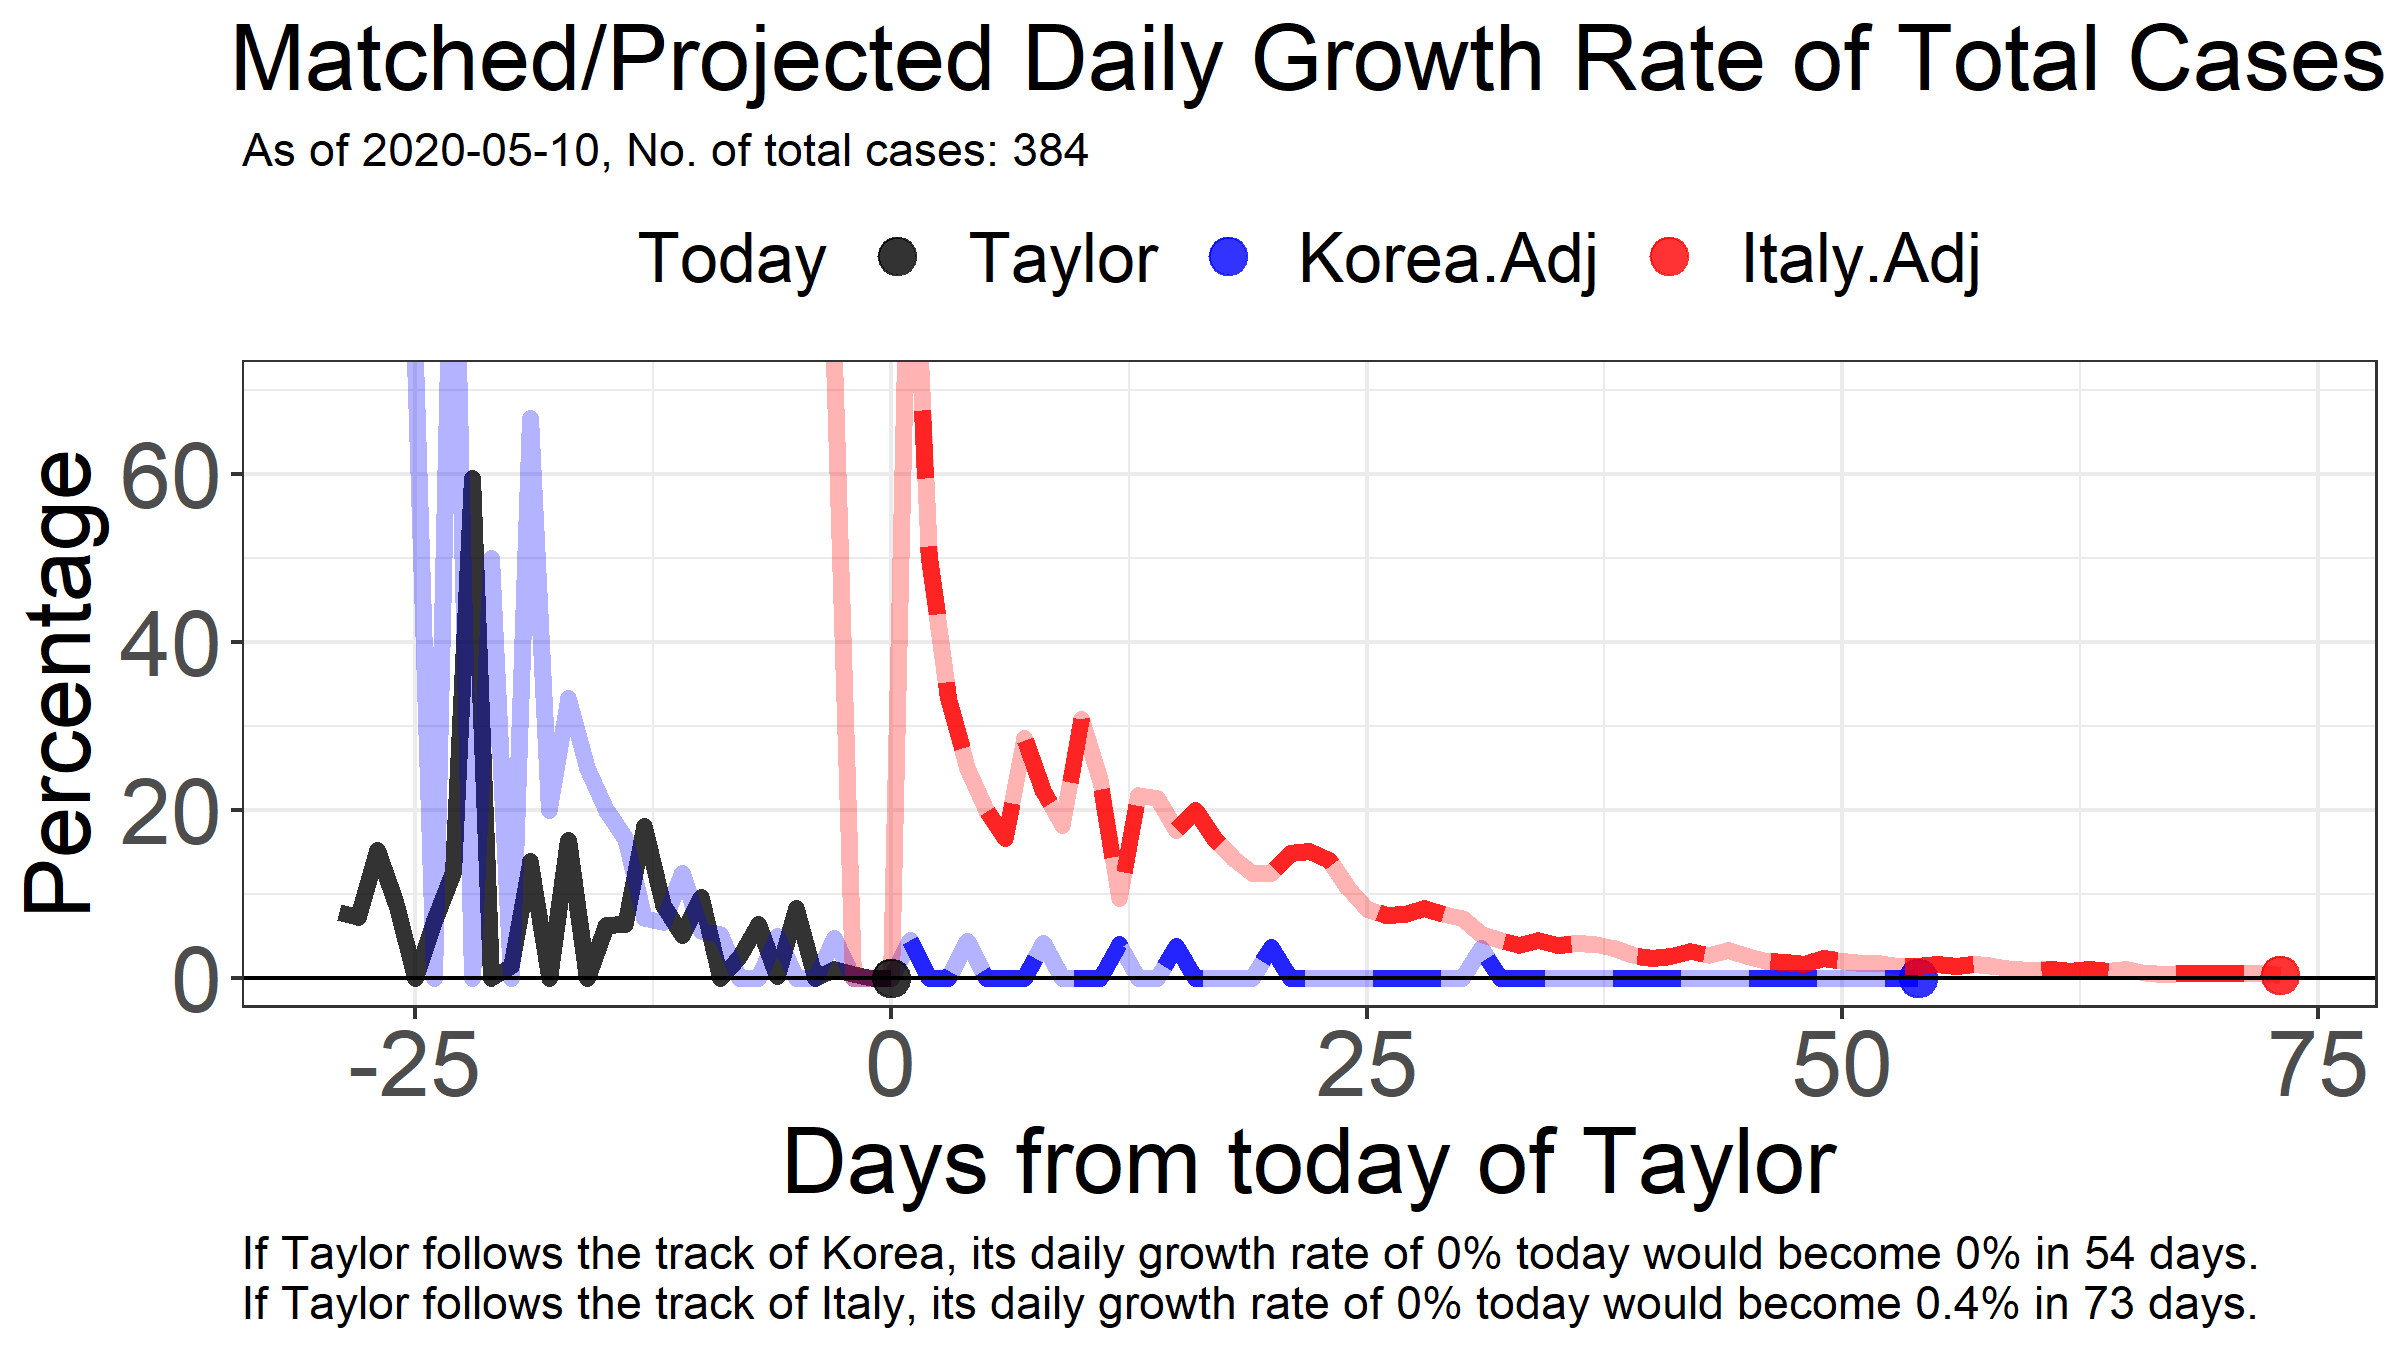 Matched/Projected Daily Growth Rate of Total Cases
As of 2020-05-10, No. of total cases: 384
Today Taylor Korea.Adj Italy.Adj
Percentage
60
40
20
0
-25 0 25 50 75
Days from today of Taylor
If Taylor follows the track of Korea, its daily growth rate of 0% today would become 0% in 54 days.
If Taylor follows the track of Italy, its daily growth rate of 0% today would become 0.4% in 73 days.